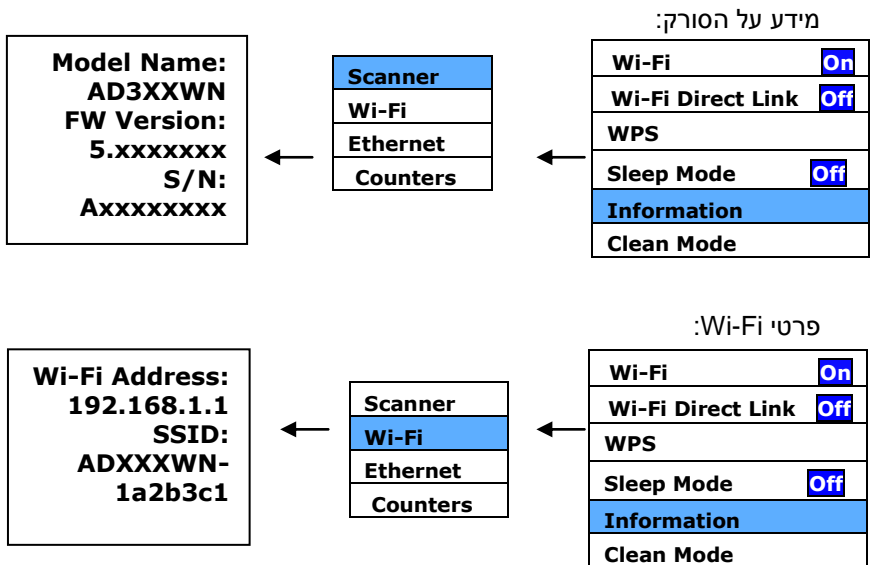 מידע על הסורק:
Wi-Fi On
Wi-Fi Direct Link Off
WPS
Sleep Mode Off
Information
Clean Mode
Scanner
Wi-Fi
Ethernet
Counters
Model Name:
AD3XXWN
FW Version:
5.xxxxxxx
S/N:
Axxxxxxxx
פרטי Wi-Fi:
Wi-Fi On
Wi-Fi Direct Link Off
WPS
Sleep Mode Off
Information
Clean Mode
Scanner
Wi-Fi
Ethernet
Counters
Wi-Fi Address:
192.168.1.1
SSID:
ADXXXWN-
1a2b3c1